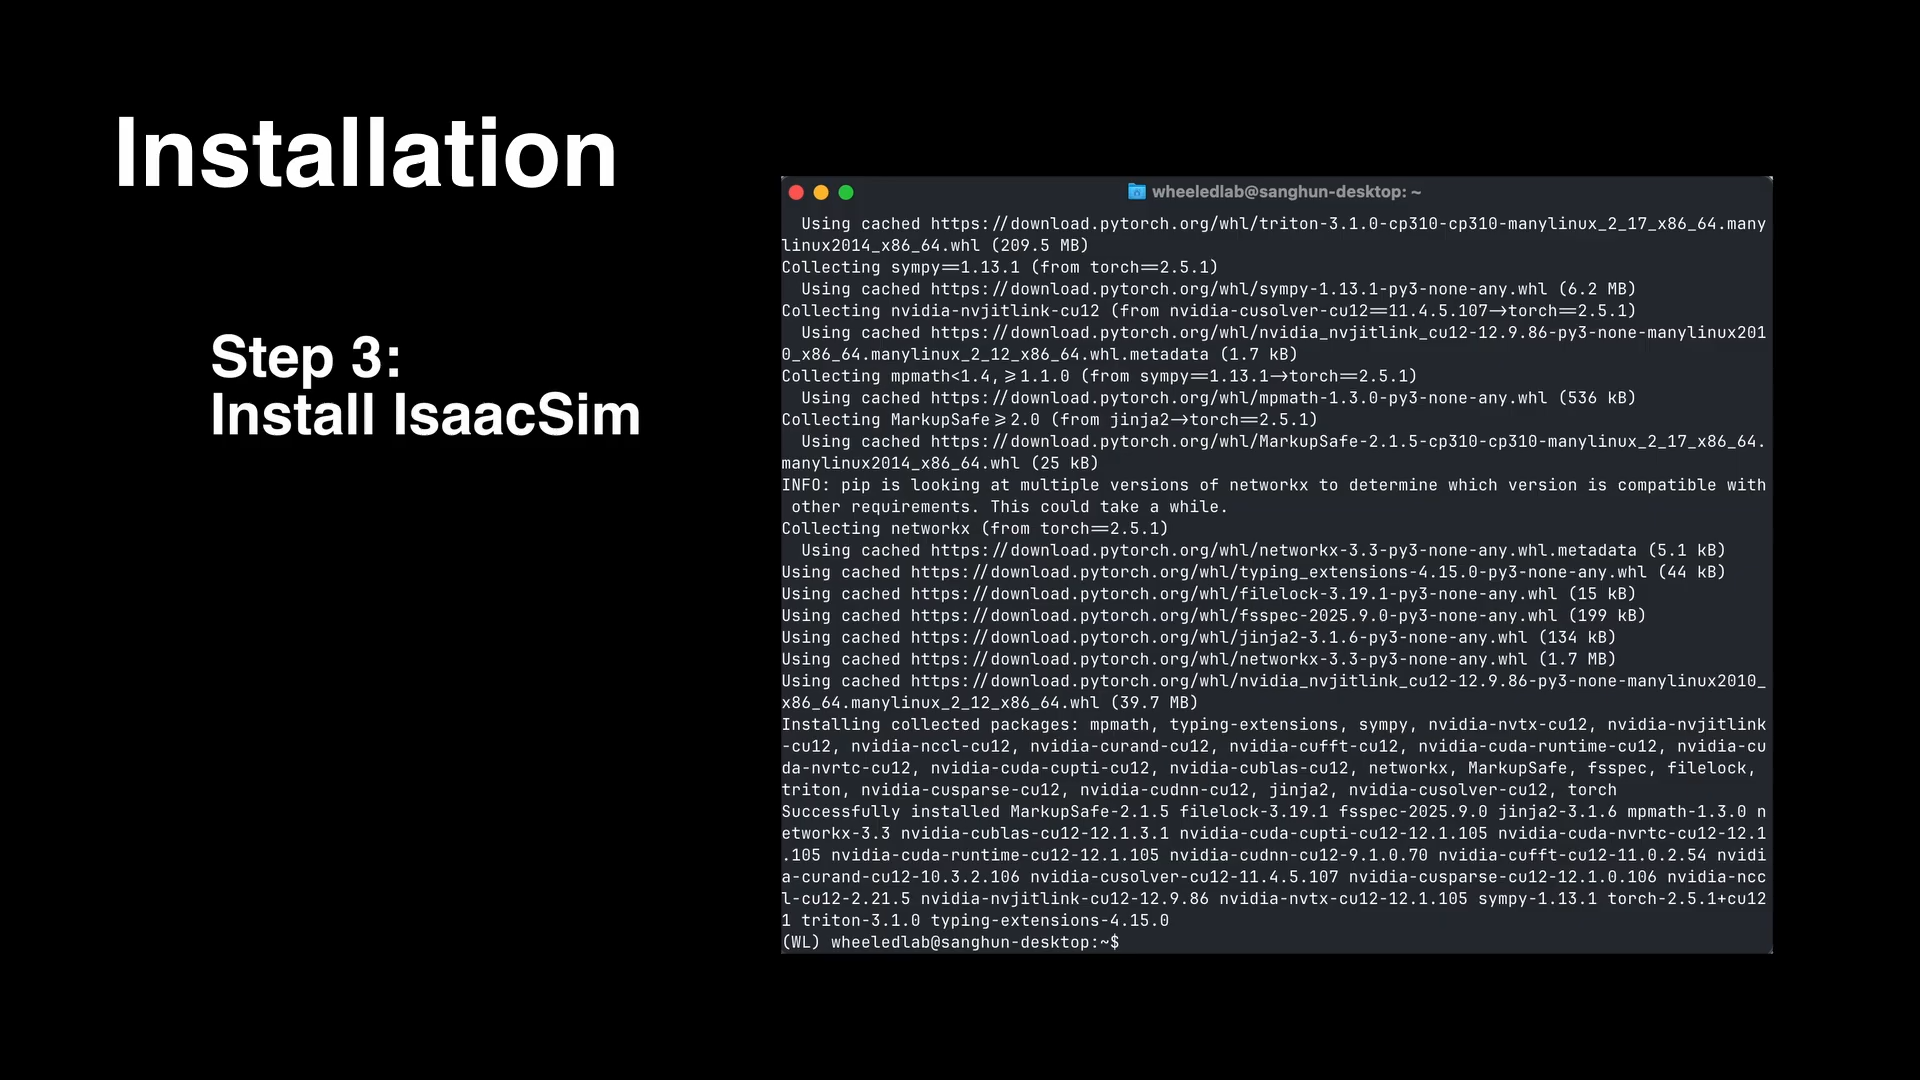 Installation
Step 3:
Install IsaacSim
wheeledlab@sanghun-desktop: ~
Using cached https://download.pytorch.org/whl/triton-3.1.0-cp310-cp310-manylinux_2_17_x86_64.many
linux2014_x86_64.whl (209.5 MB)
Collecting sympy==1.13.1 (from torch==2.5.1)
Using cached https://download.pytorch.org/whl/sympy-1.13.1-py3-none-any.whl (6.2 MB)
Collecting nvidia-nvjitlink-cu12 (from nvidia-cusolver-cu12==11.4.5.107->torch==2.5.1)
Using cached https://download.pytorch.org/whl/nvidia_nvjitlink_cu12-12.9.86-py3-none-manylinux201
0_x86_64.manylinux_2_12_x86_64.whl.metadata (1.7 kB)
Collecting mpmath<1.4,>=1.1.0 (from sympy==1.13.1->torch==2.5.1)
Using cached https://download.pytorch.org/whl/mpmath-1.3.0-py3-none-any.whl (536 kB)
Collecting MarkupSafe>=2.0 (from jinja2->torch==2.5.1)
Using cached https://download.pytorch.org/whl/MarkupSafe-2.1.5-cp310-cp310-manylinux_2_17_x86_64.
manylinux2014_x86_64.whl (25 kB)
INFO: pip is looking at multiple versions of networkx to determine which version is compatible with
other requirements. This could take a while.
Collecting networkx (from torch==2.5.1)
Using cached https://download.pytorch.org/whl/networkx-3.3-py3-none-any.whl.metadata (5.1 kB)
Using cached https://download.pytorch.org/whl/typing_extensions-4.15.0-py3-none-any.whl (44 kB)
Using cached https://download.pytorch.org/whl/filelock-3.19.1-py3-none-any.whl (15 kB)
Using cached https://download.pytorch.org/whl/fsspec-2025.9.0-py3-none-any.whl (199 kB)
Using cached https://download.pytorch.org/whl/jinja2-3.1.6-py3-none-any.whl (134 kB)
Using cached https://download.pytorch.org/whl/networkx-3.3-py3-none-any.whl (1.7 MB)
Using cached https://download.pytorch.org/whl/nvidia_nvjitlink_cu12-12.9.86-py3-none-manylinux2010_
x86_64.manylinux_2_12_x86_64.whl (39.7 MB)
Installing collected packages: mpmath, typing-extensions, sympy, nvidia-nvtx-cu12, nvidia-nvjitlink
-cu12, nvidia-nccl-cu12, nvidia-curand-cu12, nvidia-cufft-cu12, nvidia-cuda-runtime-cu12, nvidia-cu
da-nvrtc-cu12, nvidia-cuda-cupti-cu12, nvidia-cublas-cu12, networkx, MarkupSafe, fsspec, filelock,
triton, nvidia-cusparse-cu12, nvidia-cudnn-cu12, jinja2, nvidia-cusolver-cu12, torch
Successfully installed MarkupSafe-2.1.5 filelock-3.19.1 fsspec-2025.9.0 jinja2-3.1.6 mpmath-1.3.0 n
etworkx-3.3 nvidia-cublas-cu12-12.1.3.1 nvidia-cuda-cupti-cu12-12.1.105 nvidia-cuda-nvrtc-cu12-12.1
.105 nvidia-cuda-runtime-cu12-12.1.105 nvidia-cudnn-cu12-9.1.0.70 nvidia-cufft-cu12-11.0.2.54 nvidi
a-curand-cu12-10.3.2.106 nvidia-cusolver-cu12-11.4.5.107 nvidia-cusparse-cu12-12.1.0.106 nvidia-ncc
l-cu12-2.21.5 nvidia-nvjitlink-cu12-12.9.86 nvidia-nvtx-cu12-12.1.105 sympy-1.13.1 torch-2.5.1+cu12
1 triton-3.1.0 typing-extensions-4.15.0
(WL) wheeledlab@sanghun-desktop:~$